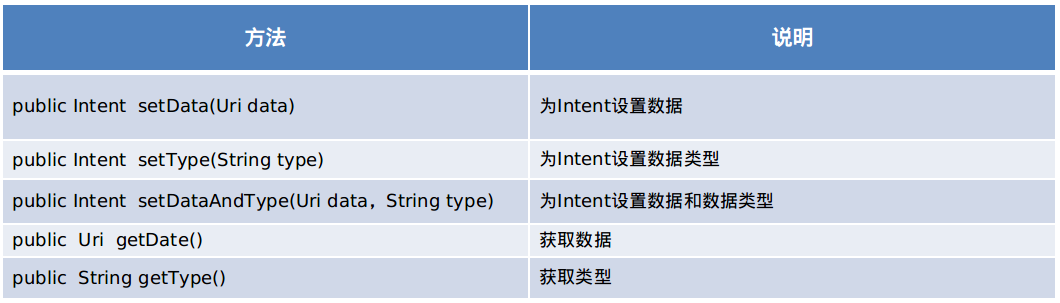 方法 说明
public Intent setData(Uri data) 为Intent设置数据
public Intent setType(String type) 为Intent设置数据类型
public Intent setDataAndType(Uri data，String type) 为Intent设置数据和数据类型
public Uri getDate() 获取数据
public String getType() 获取类型